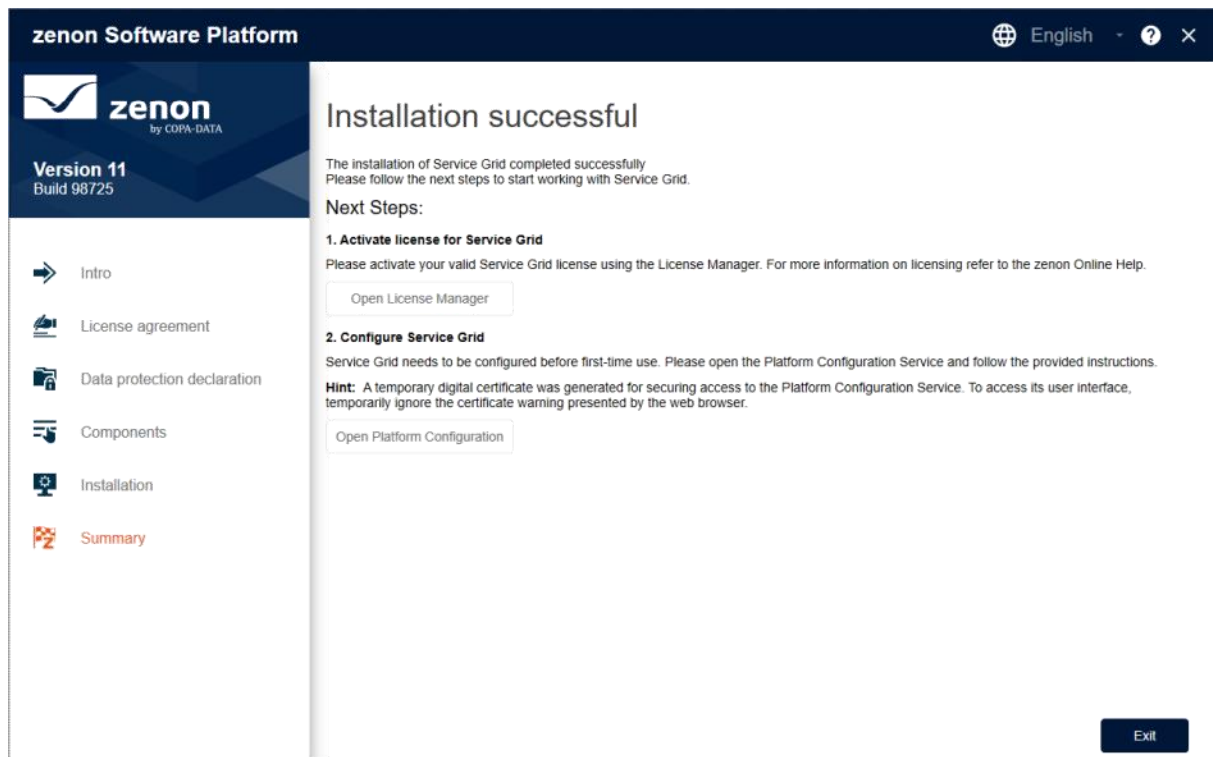 zenon Software Platform
English
zenon
by COPA-DATA
Version 11
Build 98725
Intro
License agreement
Data protection declaration
Components
Installation
Summary
Installation successful
The installation of Service Grid completed successfully
Please follow the next steps to start working with Service Grid.
Next Steps:
1. Activate license for Service Grid
Please activate your valid Service Grid license using the License Manager. For more information on licensing refer to the zenon Online Help.
Open License Manager
2. Configure Service Grid
Service Grid needs to be configured before first-time use. Please open the Platform Configuration Service and follow the provided instructions.
Hint: A temporary digital certificate was generated for securing access to the Platform Configuration Service. To access its user interface,
temporarily ignore the certificate warning presented by the web browser.
Open Platform Configuration
Exit